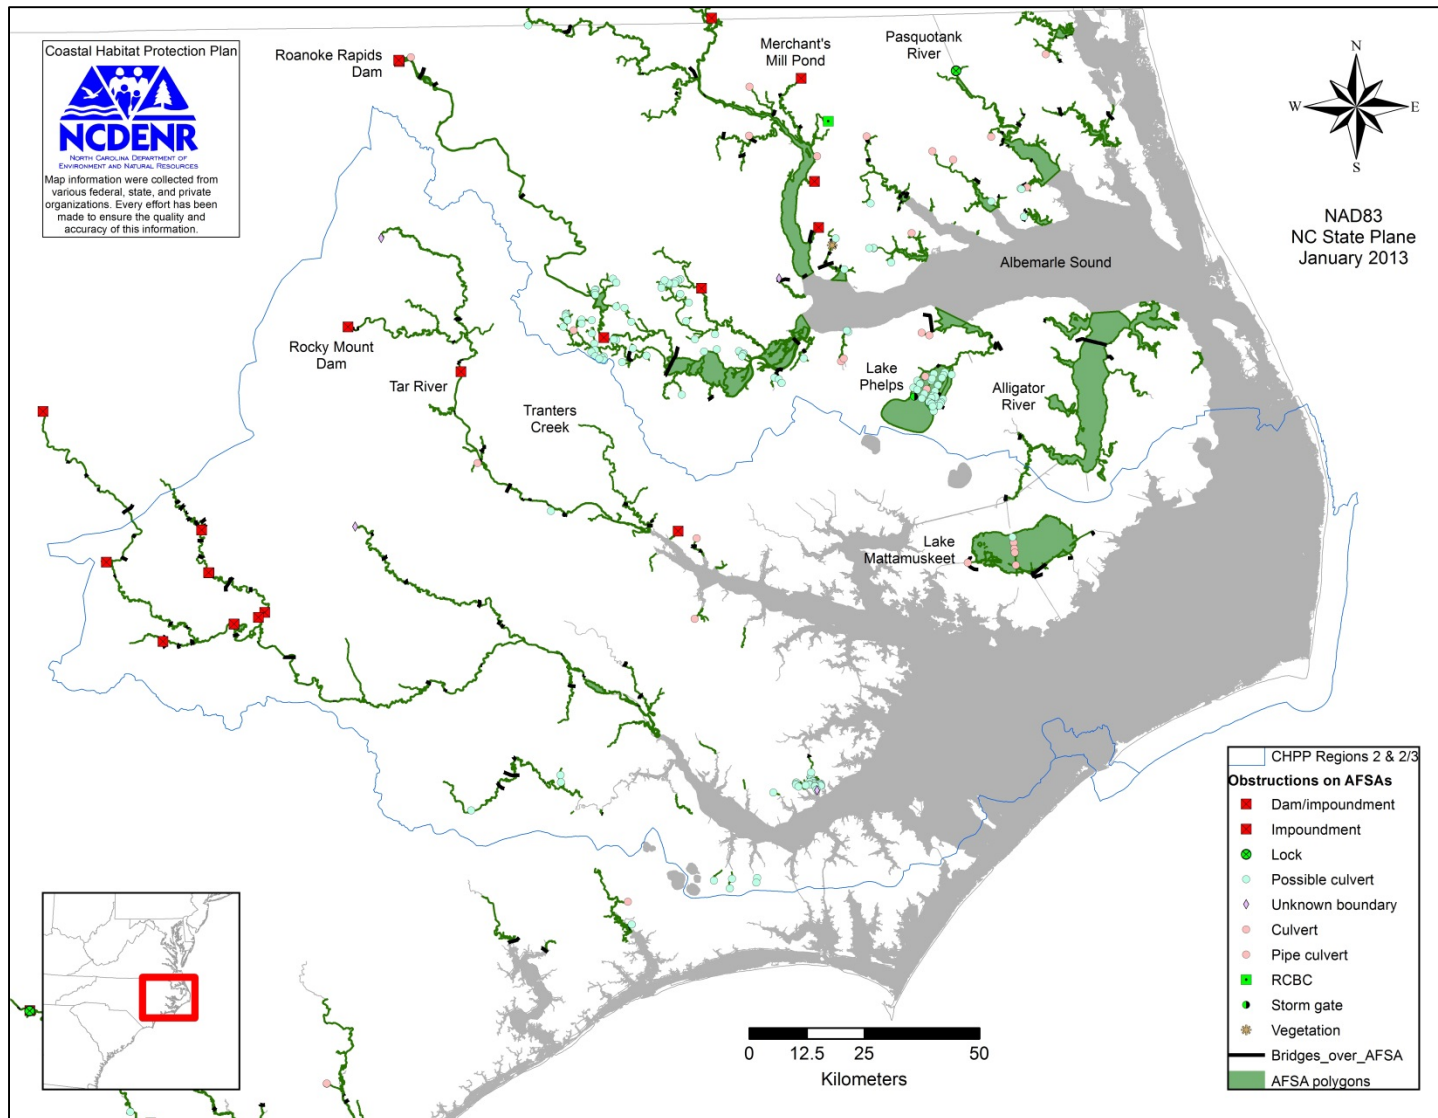 Coastal Habitat Protection Plan
NCDENR
NORTH CAROLINA DEPARTMENT OF
ENVIRONMENT AND NATURAL RESOURCES
Map information were collected from
various federal, state, and private
organizations. Every effort has been
made to ensure the quality and
accuracy of this information.
Roanoke Rapids
Dam
Merchant's
Mill Pond
Pasquotank
River
N
W
E
S
NAD83
NC State Plane
January 2013
Albemarle Sound
Rocky Mount
Dam
Tar River
Tranters
Creek
Lake
Phelps
Alligator
River
Lake
Mattamuskeet
CHPP Regions 2 & 2/3
Obstructions on AFSAs
Dam/impoundment
Impoundment
Lock
Possible culvert
Unknown boundary
Culvert
Pipe culvert
RCBC
Storm gate
Vegetation
Bridges_over_AFSA
AFSA polygons
0 12.5 25 50
Kilometers